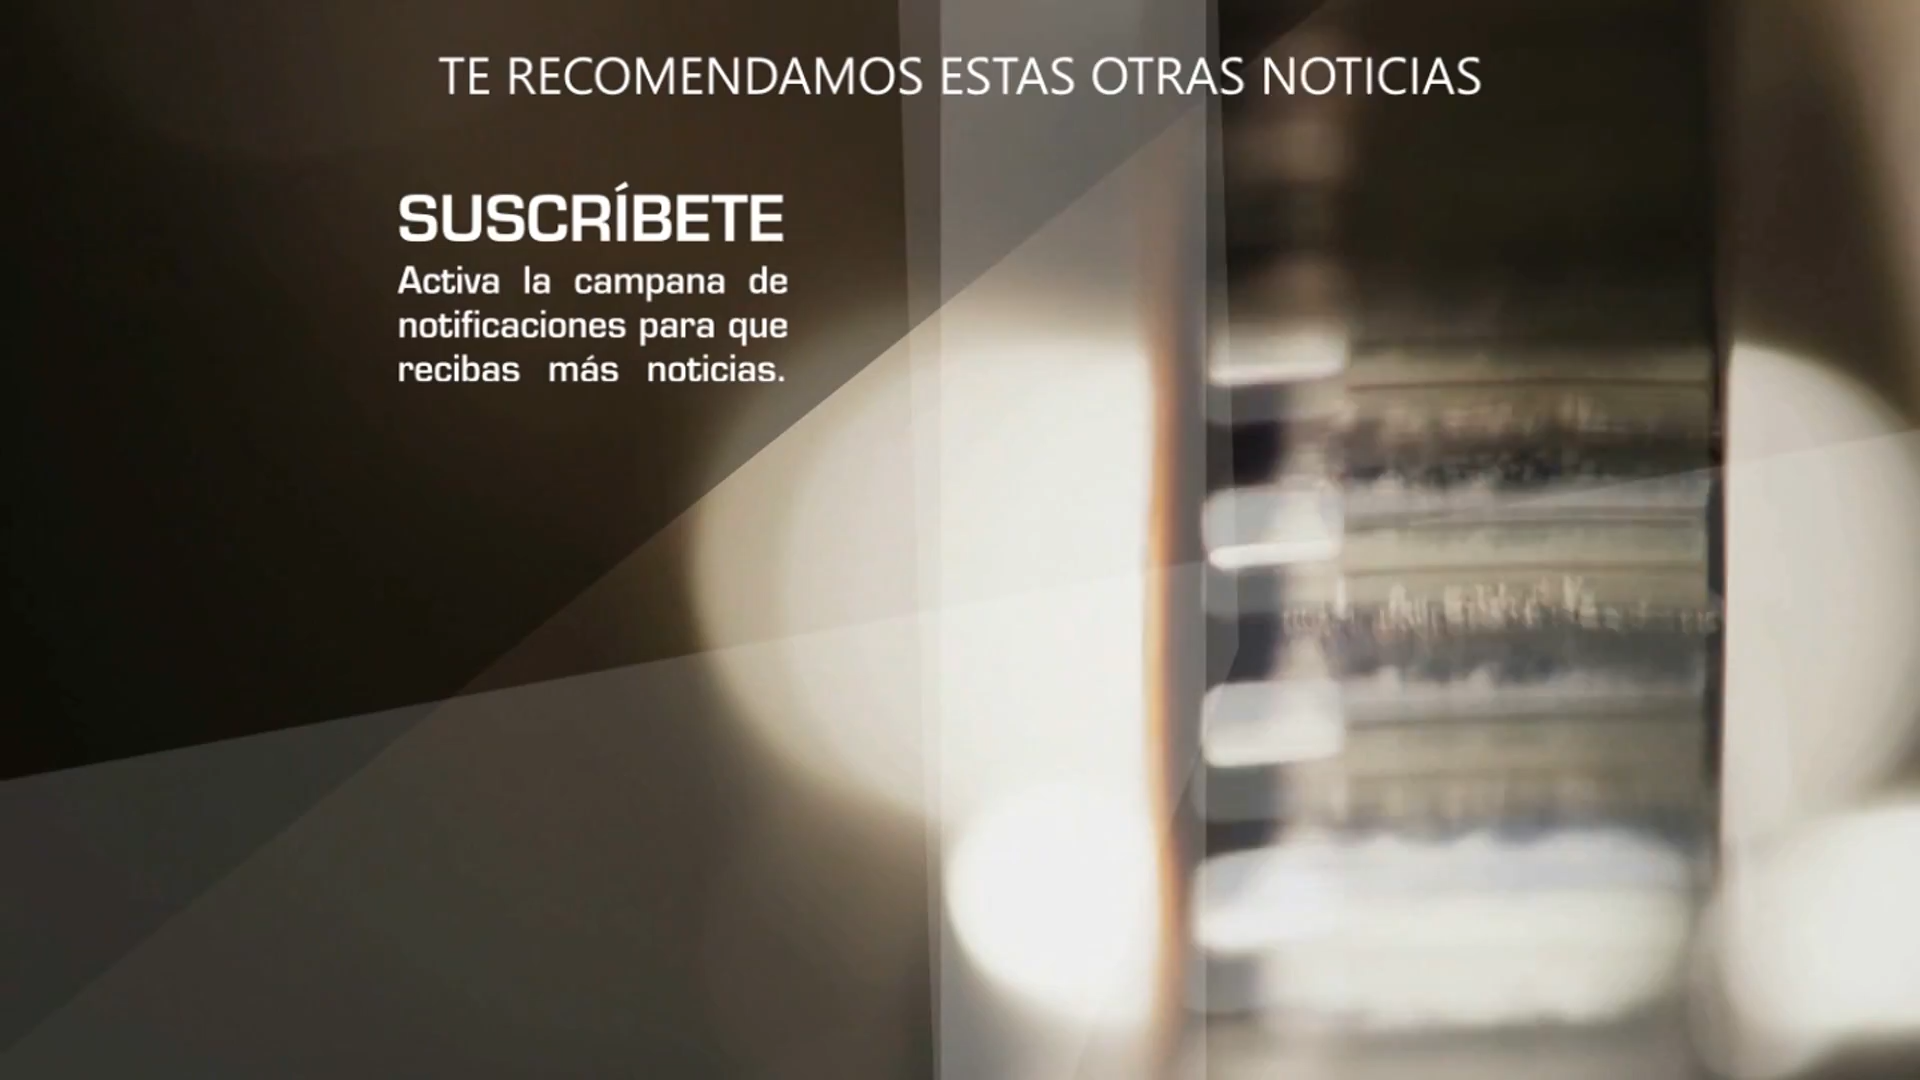 TE RECOMENDAMOS ESTAS OTRAS NOTICIAS
SUSCRÍBETE
Activa la campana de
notificaciones para que
recibas más noticias.